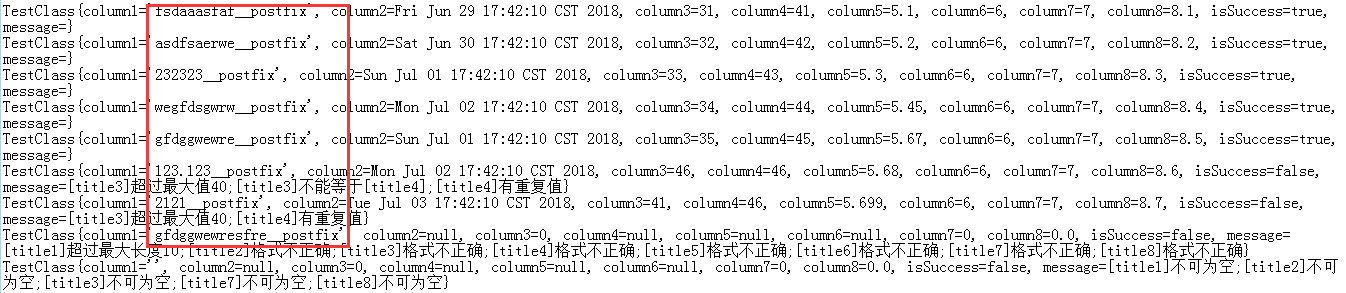 TestClass{column1='fsdaaasfaf__postfix', column2=Fri Jun 29 17:42:10 CST 2018, column3=31, column4=41, column5=5.1, column6=6, column7=7, column8=8.1, isSuccess=true,
message=}
TestClass{column1='asdfsaerwe__postfix', column2=Sat Jun 30 17:42:10 CST 2018, column3=32, column4=42, column5=5.2, column6=6, column7=7, column8=8.2, isSuccess=true,
message=}
TestClass{column1='232323__postfix', column2=Sun Jul 01 17:42:10 CST 2018, column3=33, column4=43, column5=5.3, column6=6, column7=7, column8=8.3, isSuccess=true,
message=}
TestClass{column1='wegfdsgwrw__postfix', column2=Mon Jul 02 17:42:10 CST 2018, column3=34, column4=44, column5=5.45, column6=6, column7=7, column8=8.4, isSuccess=true,
message=}
TestClass{column1='gfdggwewre__postfix', column2=Sun Jul 01 17:42:10 CST 2018, column3=35, column4=45, column5=5.67, column6=6, column7=7, column8=8.5, isSuccess=true,
message=}
TestClass{column1='123.123__postfix', column2=Mon Jul 02 17:42:10 CST 2018, column3=46, column4=46, column5=5.68, column6=6, column7=7, column8=8.6, isSuccess=false,
message=[title3]超过最大值40;[title3]不能等于[title4];[title4]有重复值}
TestClass{column1='2121__postfix', column2=Tue Jul 03 17:42:10 CST 2018, column3=41, column4=46, column5=5.699, column6=6, column7=7, column8=8.7, isSuccess=false,
message=[title3]超过最大值40;[title4]有重复值}
TestClass{column1='gfdggwewresfre__postfix', column2=null, column3=0, column4=null, column5=null, column6=null, column7=0, column8=0.0, isSuccess=false, message=
[title1]超过最大长度10;[title2]格式不正确;[title3]格式不正确;[title4]格式不正确;[title5]格式不正确;[title6]格式不正确;[title7]格式不正确;[title8]格式不正确}
TestClass{column1='', column2=null, column3=0, column4=null, column5=null, column6=null, column7=0, column8=0.0, isSuccess=false, message=[title1]不可为空;[title2]不可
为空;[title3]不可为空;[title7]不可为空;[title8]不可为空}